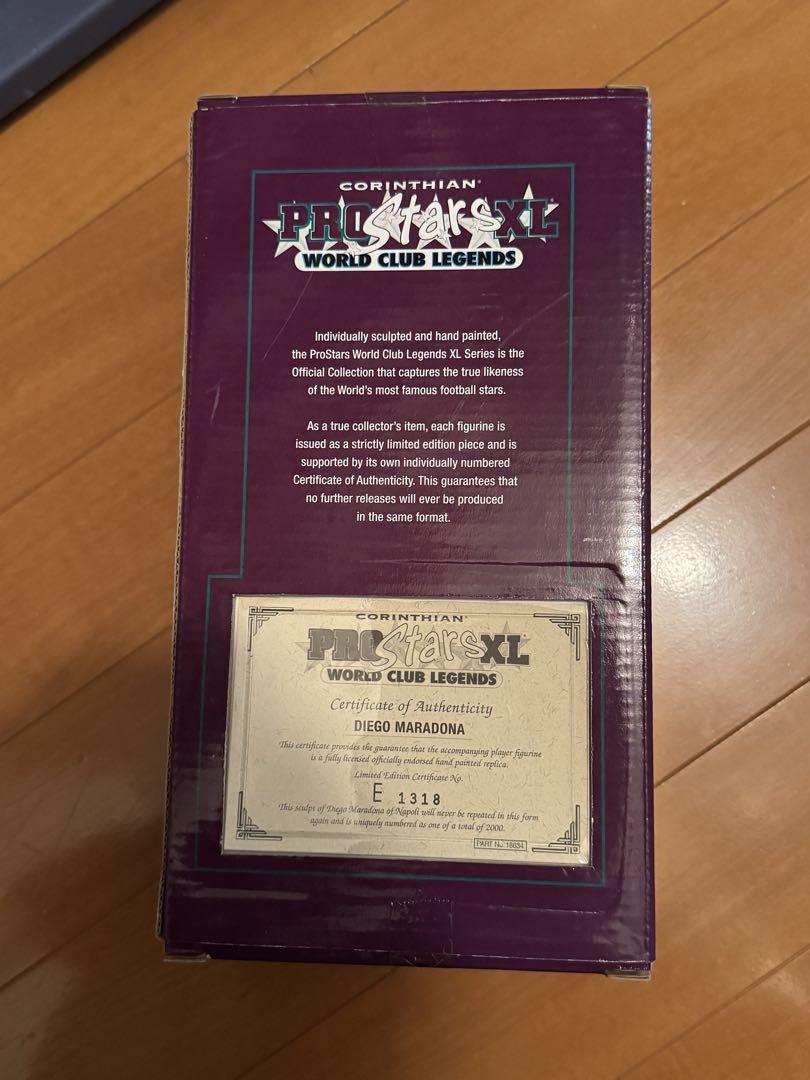 CORINTHIAN®
PROStarsXL
WORLD CLUB LEGENDS
Individually sculpted and hand painted,
the ProStars World Club Legends XL Series is the
Official Collection that captures the true likeness
of the World's most famous football stars.
As a true collector's item, each figurine is
issued as a strictly limited edition piece and is
supported by its own individually numbered
Certificate of Authenticity. This guarantees that
no further releases will ever be produced
in the same format.
CORINTHIAN®
PROStarsXL
WORLD CLUB LEGENDS
Certificate of Authenticity
DIEGO MARADONA
This certificate provides the guarantee that the accompanying player figurine
is a fully licensed officially endorsed hand painted replica.
Limited Edition Certificate No.
E 1318
This sculpt of Diego Maradona of Napoli will never be repeated in this form
again and is uniquely numbered as one of a total of 2000.
PART No. 18634